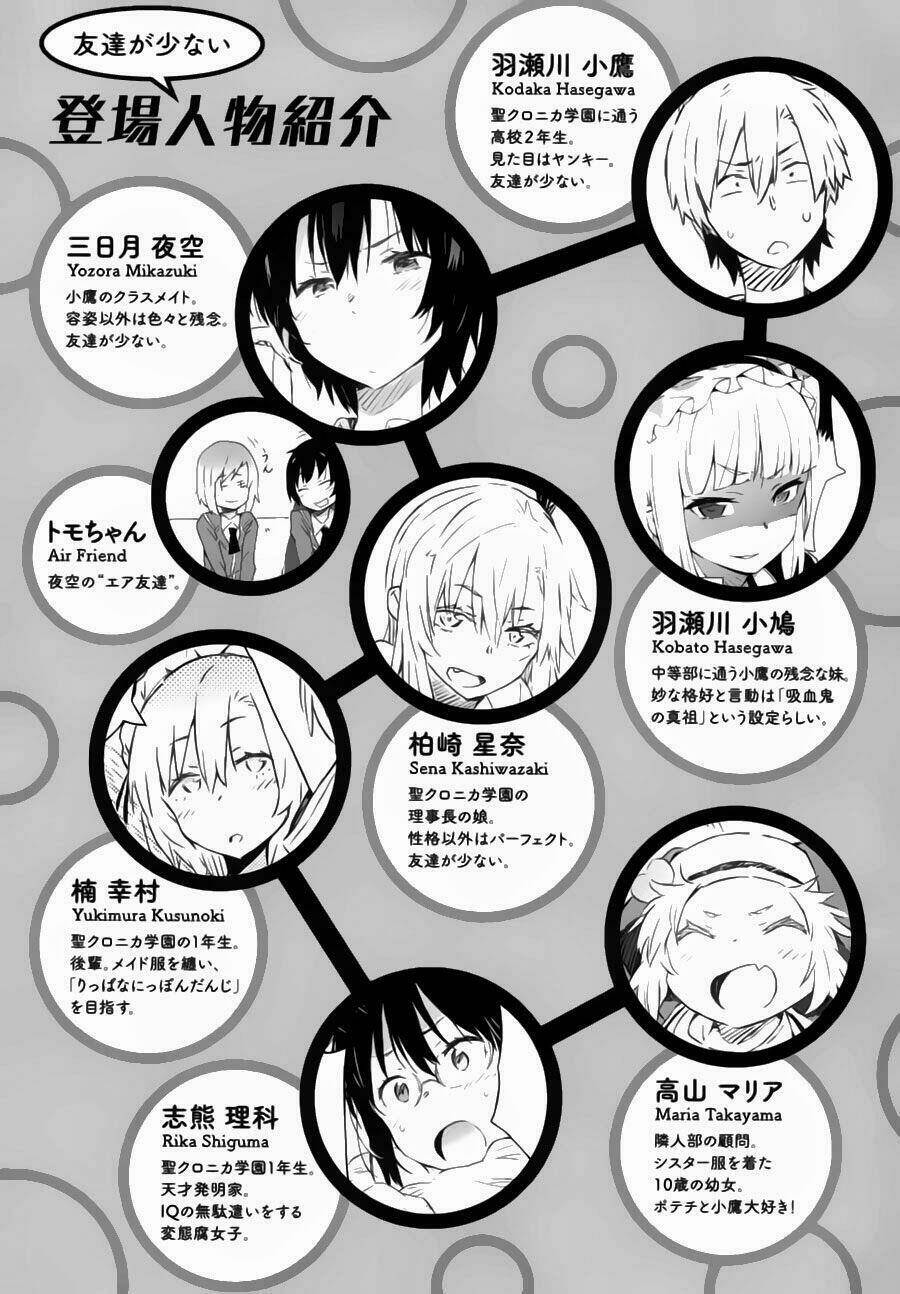 友達が少ない
登場人物紹介
羽瀬川 小鷹
Kodaka Hasegawa
聖クロニカ学園に通う
高校2年生。
見た目はヤンキー。
友達が少ない。
三日月 夜空
Yozora Mikazuki
小鷹のクラスメイト。
容姿以外は色々と残念。
友達が少ない。
うん
トモちゃん
Air Friend
夜空の“エア友達”。
羽瀬川 小鳩
Kobato Hasegawa
中等部に通う小鷹の残念な妹。
妙な格好と言動は「吸血鬼
の真祖」という設定らしい。
柏崎 星奈
Sena Kashiwazaki
聖クロニカ学園の
理事長の娘。
性格以外はパーフェクト。
友達が少ない。
楠 幸村
Yukimura Kusunoki
聖クロニカ学園の1年生。
後輩。メイド服を纏い、
「りっぱなにっぽんだんじ」
を目指す。
志熊 理科
Rika Shiguma
聖クロニカ学園1年生。
天才発明家。
IQの無駄遣いをする
変態腐女子。
高山 マリア
Maria Takayama
隣人部の顧問。
シスター服を着た
10歳の幼女。
ポテチと小鷹大好き!